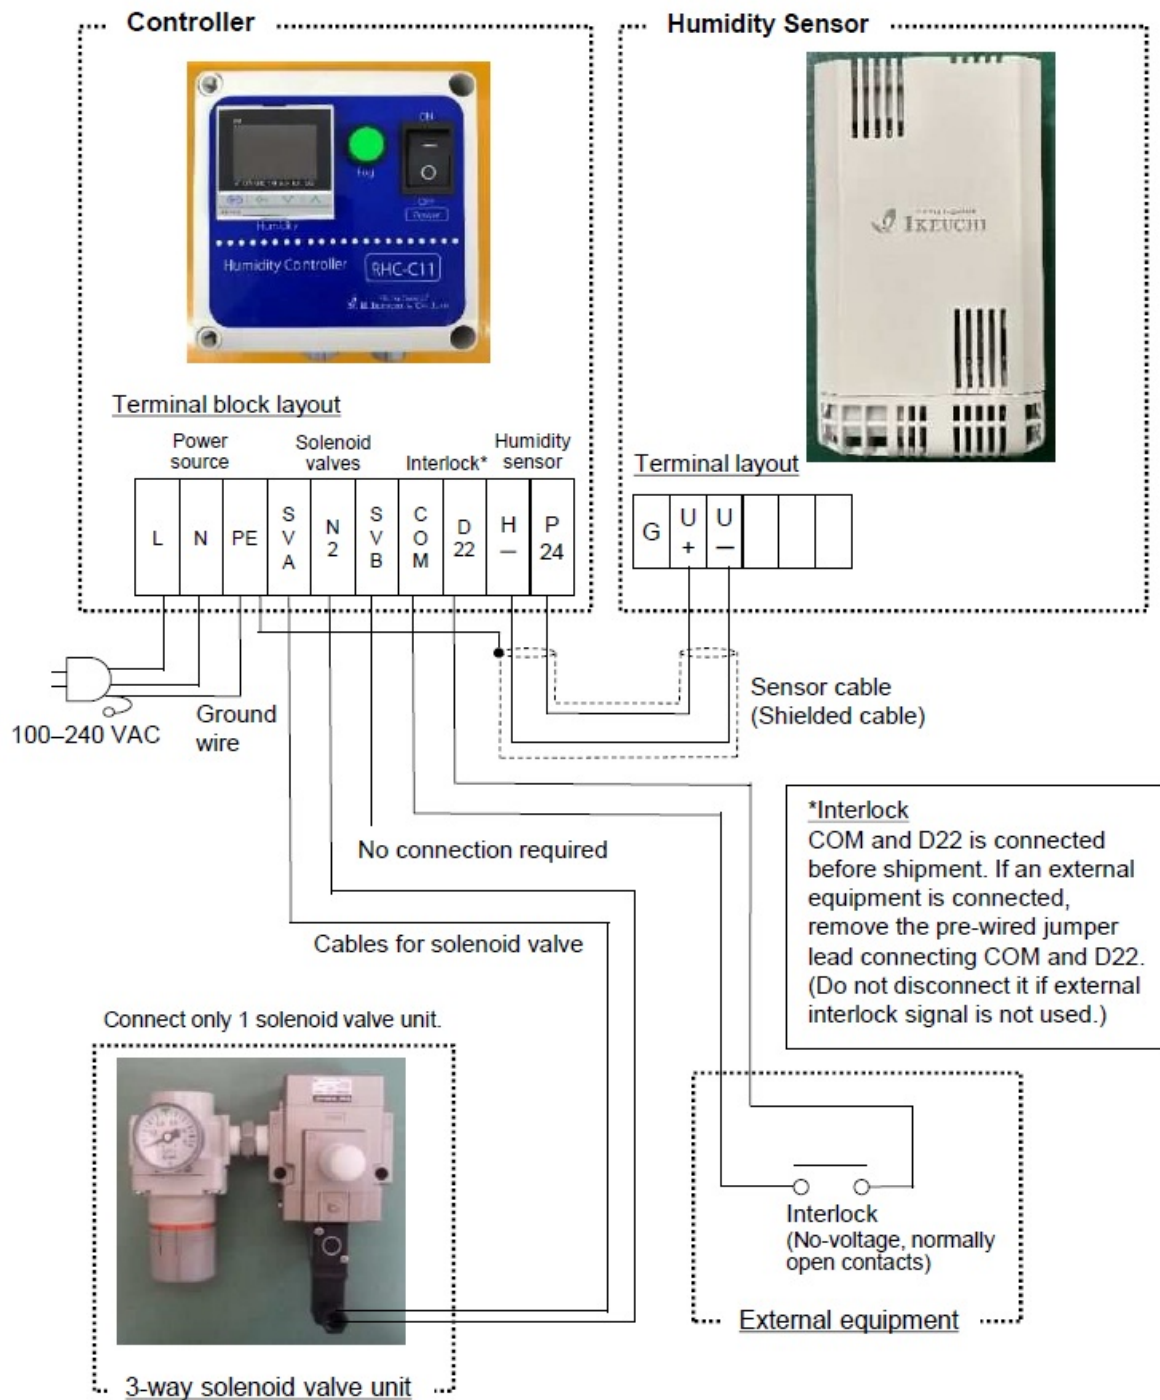 Controller
Humidity Sensor
ON
Fog
OFF
Power
Humidity
Humidity Controller
RHC-C11
IKEUCHI
Terminal block layout
Power
source
Solenoid
valves
Interlock*
Humidity
sensor
Terminal layout
L
N
PE
SVA
N2
SVB
COM
D22
H–
P24
G
U+
U–
100–240 VAC
Ground
wire
Sensor cable
(Shielded cable)
No connection required
Cables for solenoid valve
*Interlock
COM and D22 is connected
before shipment. If an external
equipment is connected,
remove the pre-wired jumper
lead connecting COM and D22.
(Do not disconnect it if external
interlock signal is not used.)
Connect only 1 solenoid valve unit.
Interlock
(No-voltage, normally
open contacts)
External equipment
3-way solenoid valve unit